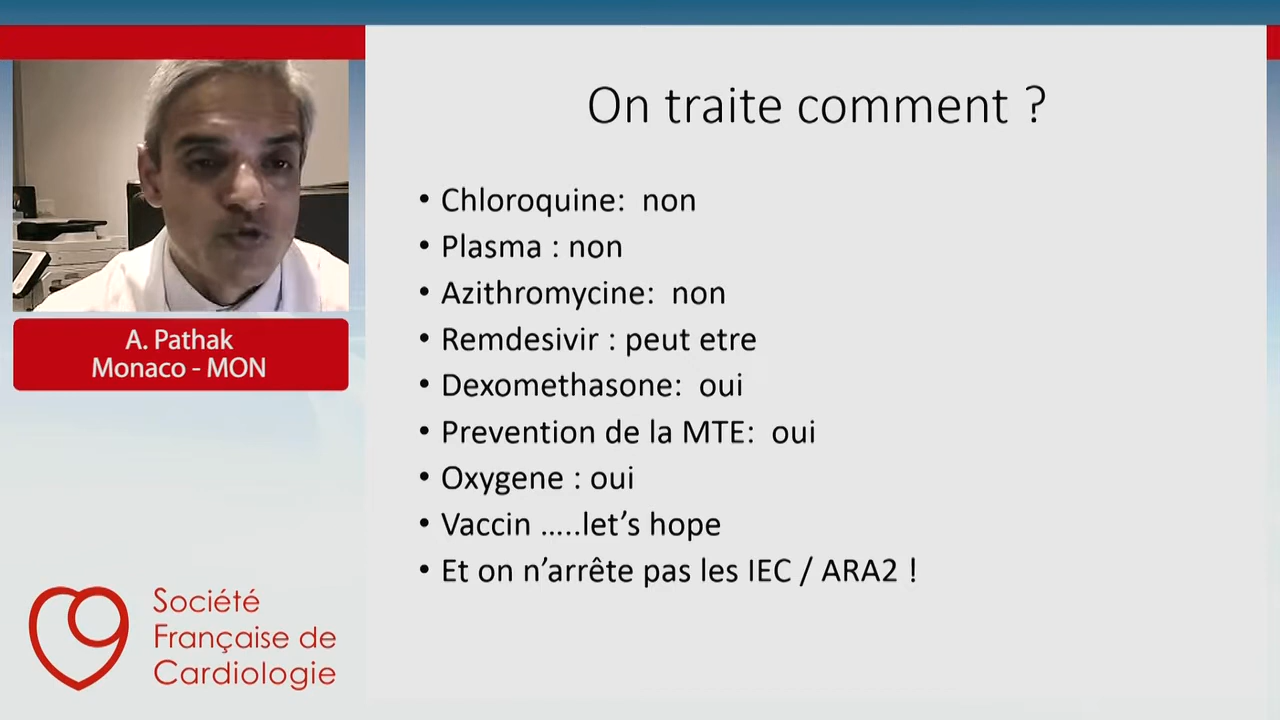 On traite comment ?
• Chloroquine:  non
• Plasma : non
• Azithromycine:  non
• Remdesivir : peut etre
• Dexomethasone:  oui
• Prevention de la MTE:  oui
• Oxygene : oui
• Vaccin …..let’s hope
• Et on n’arrête pas les IEC / ARA2 !
A. Pathak
Monaco - MON
Société
Française de
Cardiologie